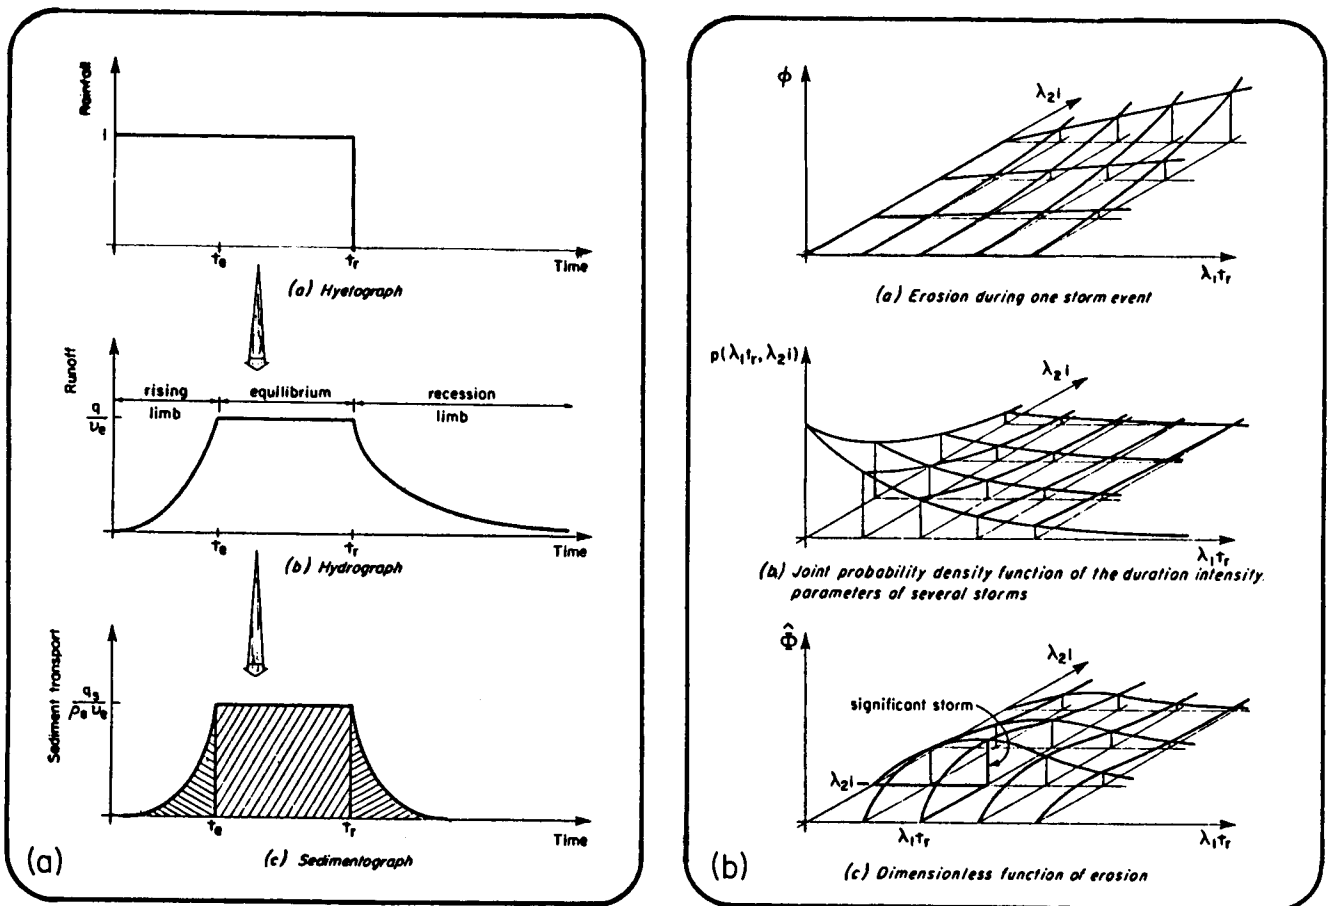 Rainfall
i
tₑ
tᵣ
Time
(a) Hyetograph
Runoff
q
υₑ
rising
limb
equilibrium
recession
limb
tₑ
tᵣ
Time
(b) Hydrograph
Sediment transport
qₛ
ρₑ υₑ
tₑ
tᵣ
Time
(c) Sedimentograph
(a)
ϕ
λ₂i
λ₁tᵣ
(a) Erosion during one storm event
p(λ₁tᵣ, λ₂i)
λ₂i
λ₁tᵣ
(b) Joint probability density function of the duration intensity
parameters of several storms
Φ̂
λ₂i
significant storm
λ₂i
λ₁tᵣ
λ₁tᵣ
(c) Dimensionless function of erosion
(b)